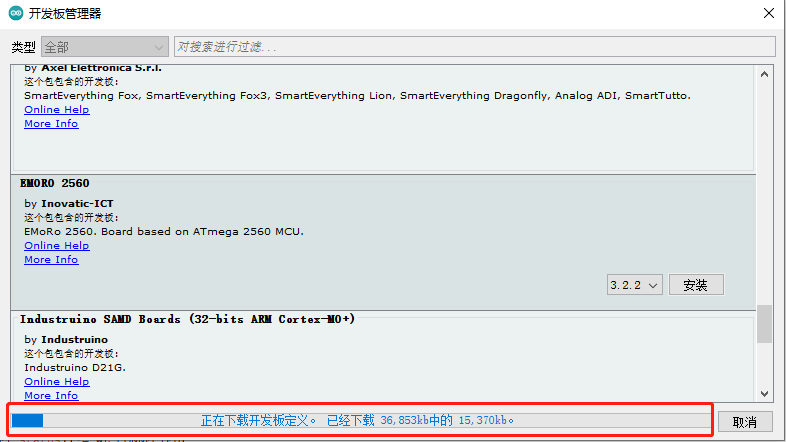 开发板管理器
类型 全部 对搜索进行过滤...
by Axel Elettronica S.r.l.
这个包包含的开发板:
SmartEverything Fox, SmartEverything Fox3, SmartEverything Lion, SmartEverything Dragonfly, Analog ADI, SmartTutto.
Online Help
More Info
EMORO 2560
by Inovatic-ICT
这个包包含的开发板:
EMoRo 2560. Board based on ATmega 2560 MCU.
Online Help
More Info
3.2.2 安装
Industruino SAMD Boards (32-bits ARM Cortex-M0+)
by Industruino
这个包包含的开发板:
Industruino D21G.
Online Help
More Info
正在下载开发板定义。 已经下载 36,853kb中的 15,370kb。 取消